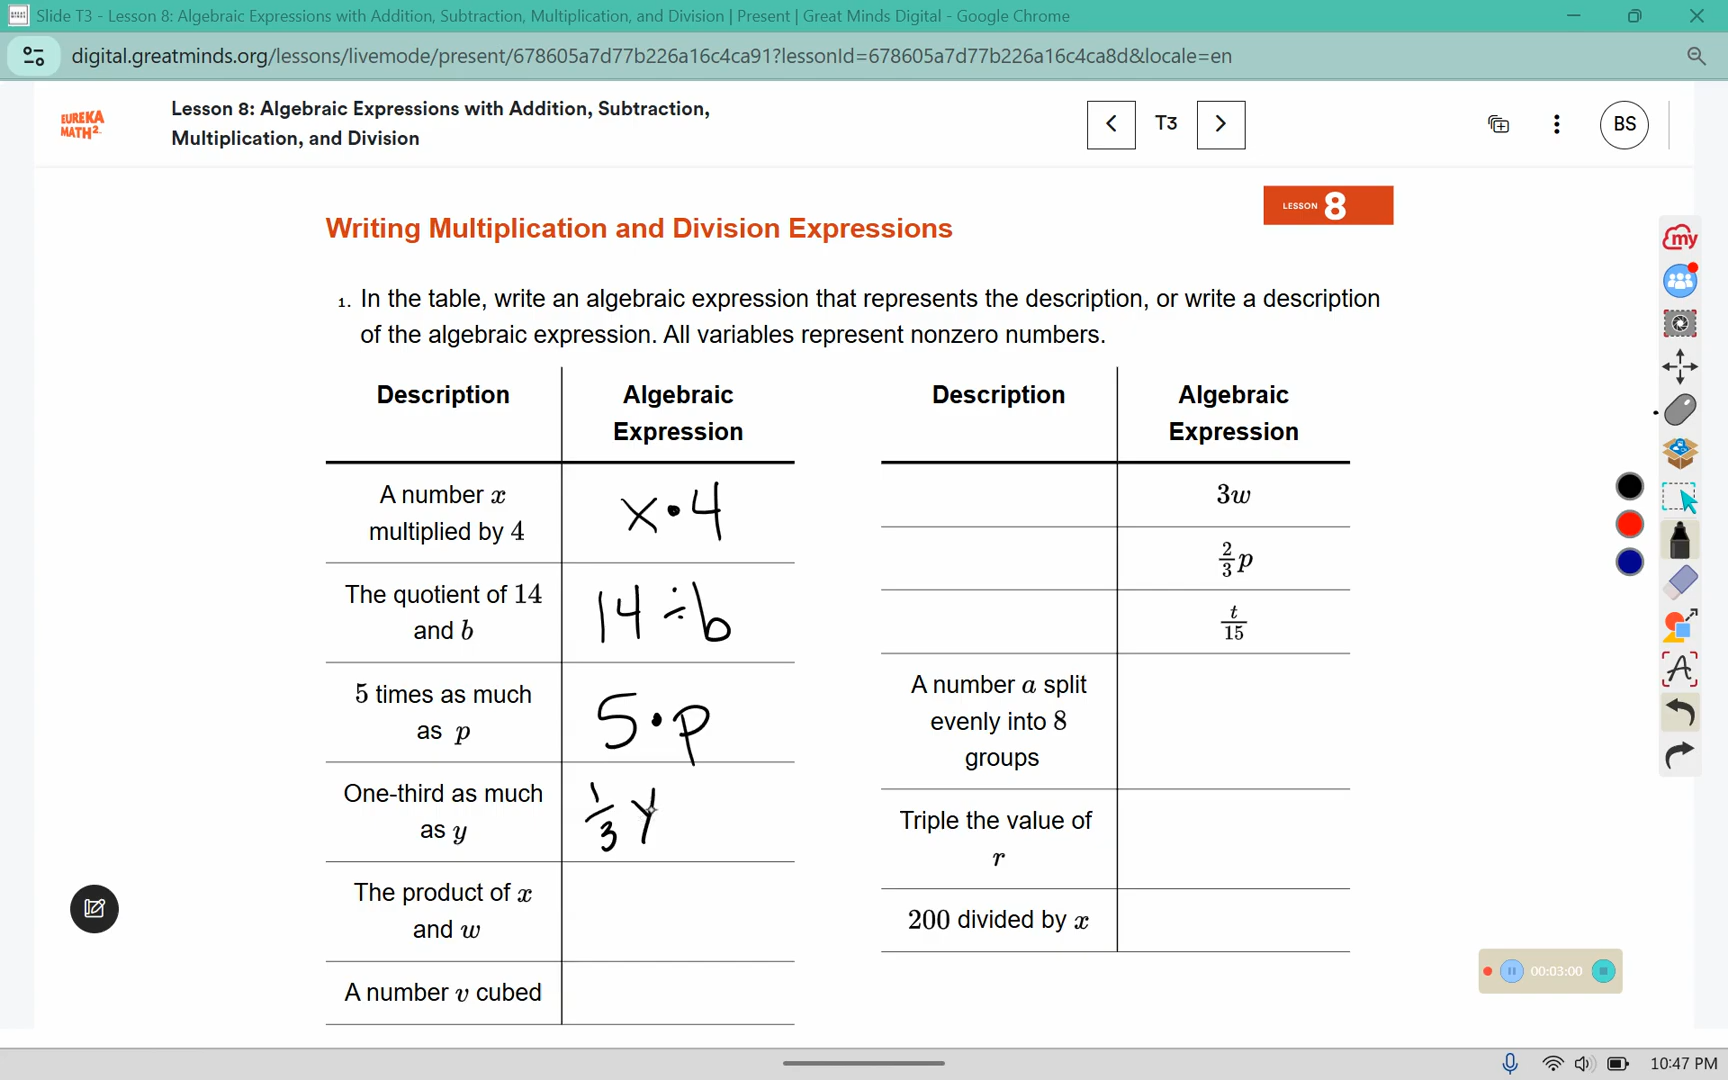 Slide T3 - Lesson 8: Algebraic Expressions with Addition, Subtraction, Multiplication, and Division | Present | Great Minds Digital - Google Chrome
digital.greatminds.org/lessons/livemode/present/678605a7d77b226a16c4ca91?lessonId=678605a7d77b226a16c4ca8d&locale=en
EUREKA
MATH2
Lesson 8: Algebraic Expressions with Addition, Subtraction,
Multiplication, and Division
< T3 >
BS
LESSON 8
Writing Multiplication and Division Expressions
1. In the table, write an algebraic expression that represents the description, or write a description
of the algebraic expression. All variables represent nonzero numbers.
Description
Algebraic
Expression
A number x
multiplied by 4
x•4
The quotient of 14
and b
14÷b
5 times as much
as p
5•p
One-third as much
as y
1/3 y
The product of x
and w
A number v cubed
Description
Algebraic
Expression
3w
2/3 p
t/15
A number a split
evenly into 8
groups
Triple the value of
r
200 divided by x
my
A
00:03:00
10:47 PM